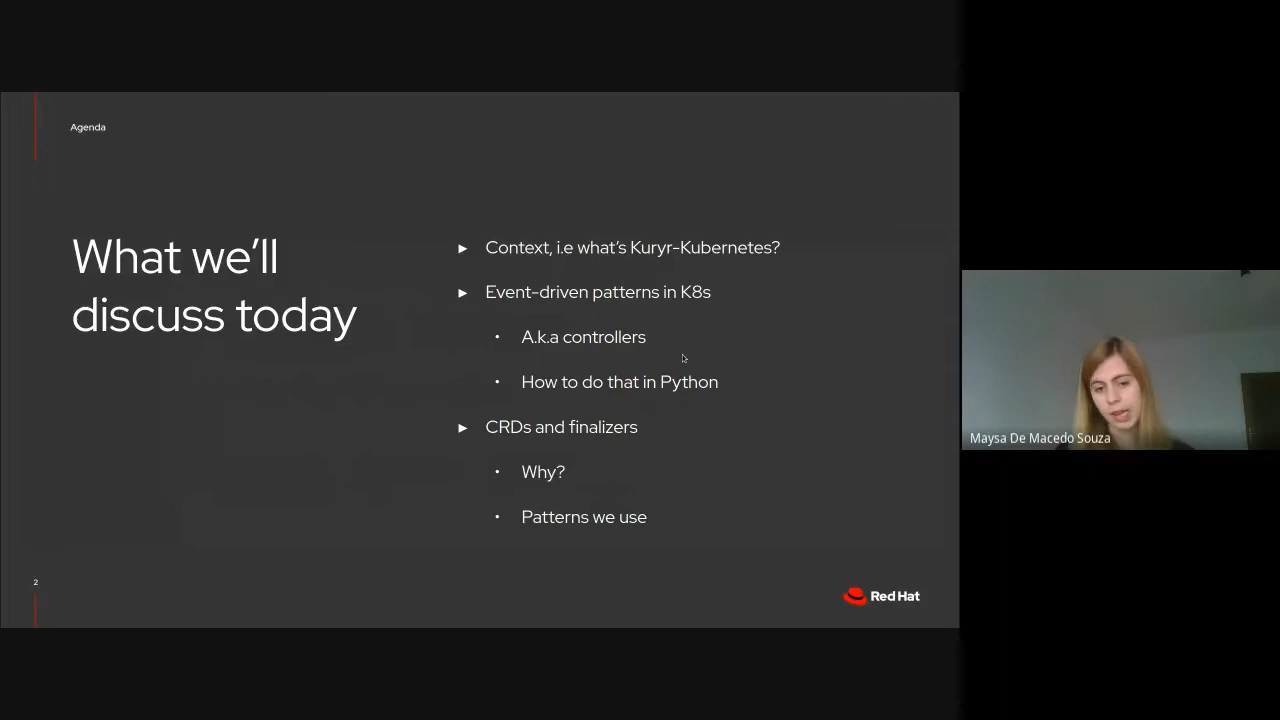 Agenda
What we'll
discuss today
► Context, i.e what's Kuryr-Kubernetes?
► Event-driven patterns in K8s
• A.k.a controllers
• How to do that in Python
► CRDs and finalizers
• Why?
• Patterns we use
2
Red Hat
Maysa De Macedo Souza